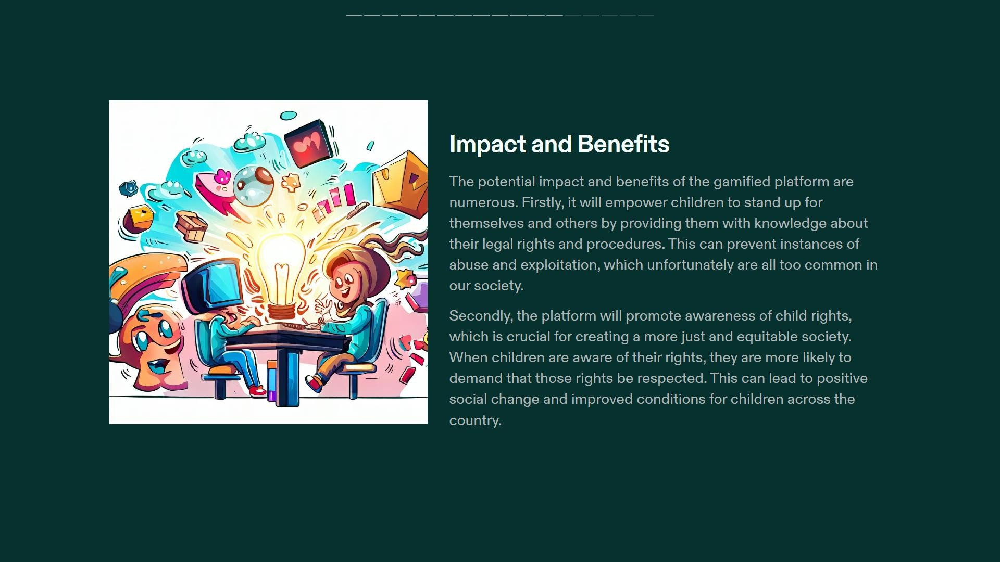 Impact and Benefits
The potential impact and benefits of the gamified platform are
numerous. Firstly, it will empower children to stand up for
themselves and others by providing them with knowledge about
their legal rights and procedures. This can prevent instances of
abuse and exploitation, which unfortunately are all too common in
our society.
Secondly, the platform will promote awareness of child rights,
which is crucial for creating a more just and equitable society.
When children are aware of their rights, they are more likely to
demand that those rights be respected. This can lead to positive
social change and improved conditions for children across the
country.